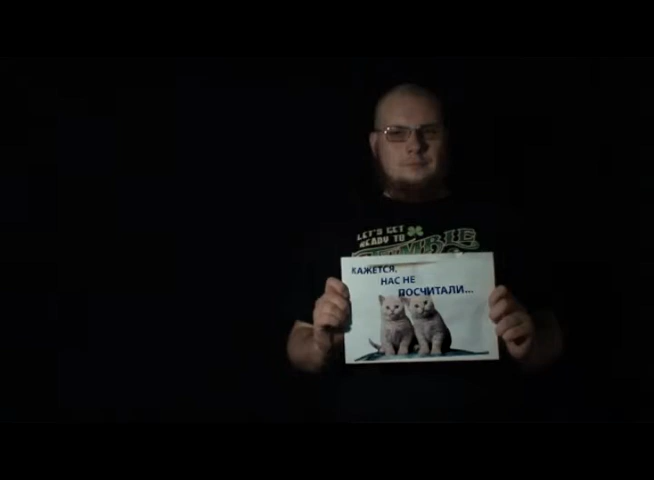 LET'S GET
READY TO
КАЖЕТСЯ,
НАС НЕ
ПОСЧИТАЛИ...